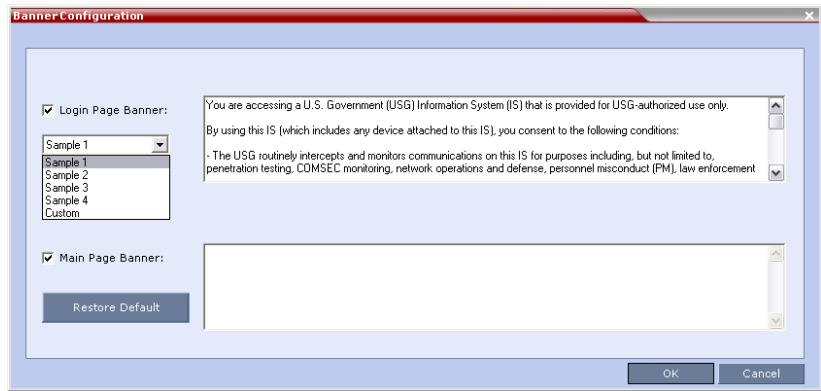 Banner Configuration
Login Page Banner:
You are accessing a U.S. Government (USG) Information System (IS) that is provided for USG-authorized use only.
By using this IS (which includes any device attached to this IS), you consent to the following conditions:
- The USG routinely intercepts and monitors communications on this IS for purposes including, but not limited to,
penetration testing, COMSEC monitoring, network operations and defense, personnel misconduct (PM), law enforcement
Sample 1
Sample 1
Sample 2
Sample 3
Sample 4
Custom
Main Page Banner:
Restore Default
OK
Cancel